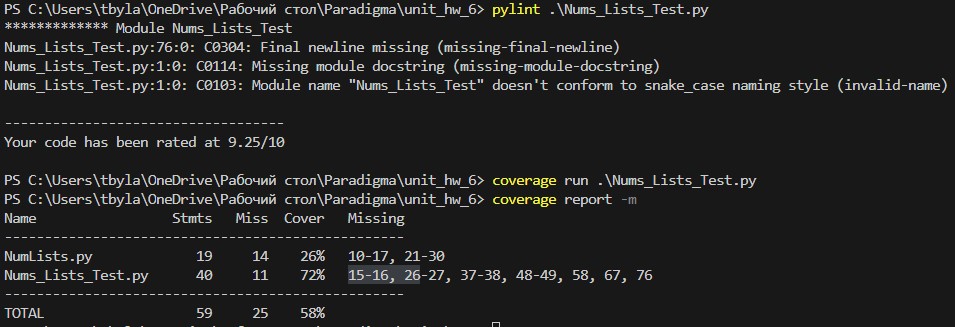 PS C:\Users\tbyla\OneDrive\Рабочий стол\Paradigma\unit_hw_6> pylint .\Nums_Lists_Test.py
************* Module Nums_Lists_Test
Nums_Lists_Test.py:76:0: C0304: Final newline missing (missing-final-newline)
Nums_Lists_Test.py:1:0: C0114: Missing module docstring (missing-module-docstring)
Nums_Lists_Test.py:1:0: C0103: Module name "Nums_Lists_Test" doesn't conform to snake_case naming style (invalid-name)
-----------------------------------
Your code has been rated at 9.25/10
PS C:\Users\tbyla\OneDrive\Рабочий стол\Paradigma\unit_hw_6> coverage run .\Nums_Lists_Test.py
PS C:\Users\tbyla\OneDrive\Рабочий стол\Paradigma\unit_hw_6> coverage report -m
Name Stmts Miss Cover Missing
--------------------------------------------------
NumLists.py 19 14 26% 10-17, 21-30
Nums_Lists_Test.py 40 11 72% 15-16, 26-27, 37-38, 48-49, 58, 67, 76
--------------------------------------------------
TOTAL 59 25 58%